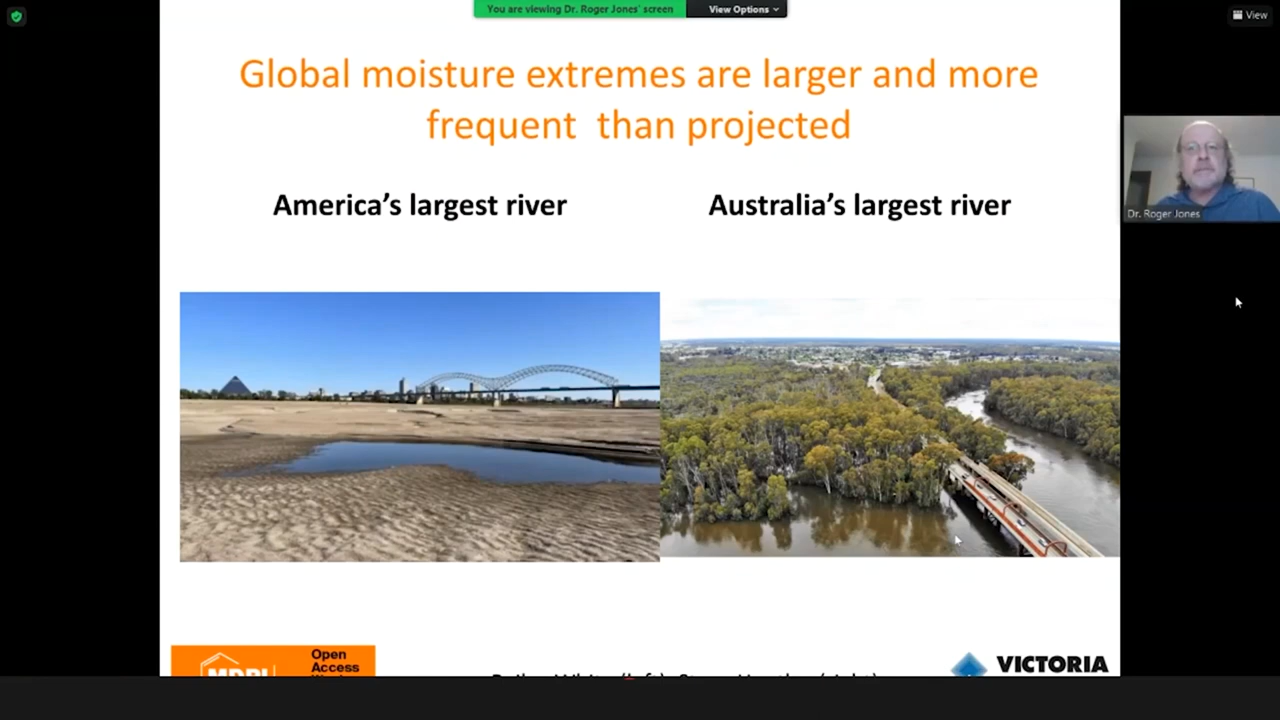 You are viewing Dr. Roger Jones' screen
View Options
View
Global moisture extremes are larger and more
frequent than projected
America's largest river
Australia's largest river
Dr. Roger Jones
Open
Access
VICTORIA